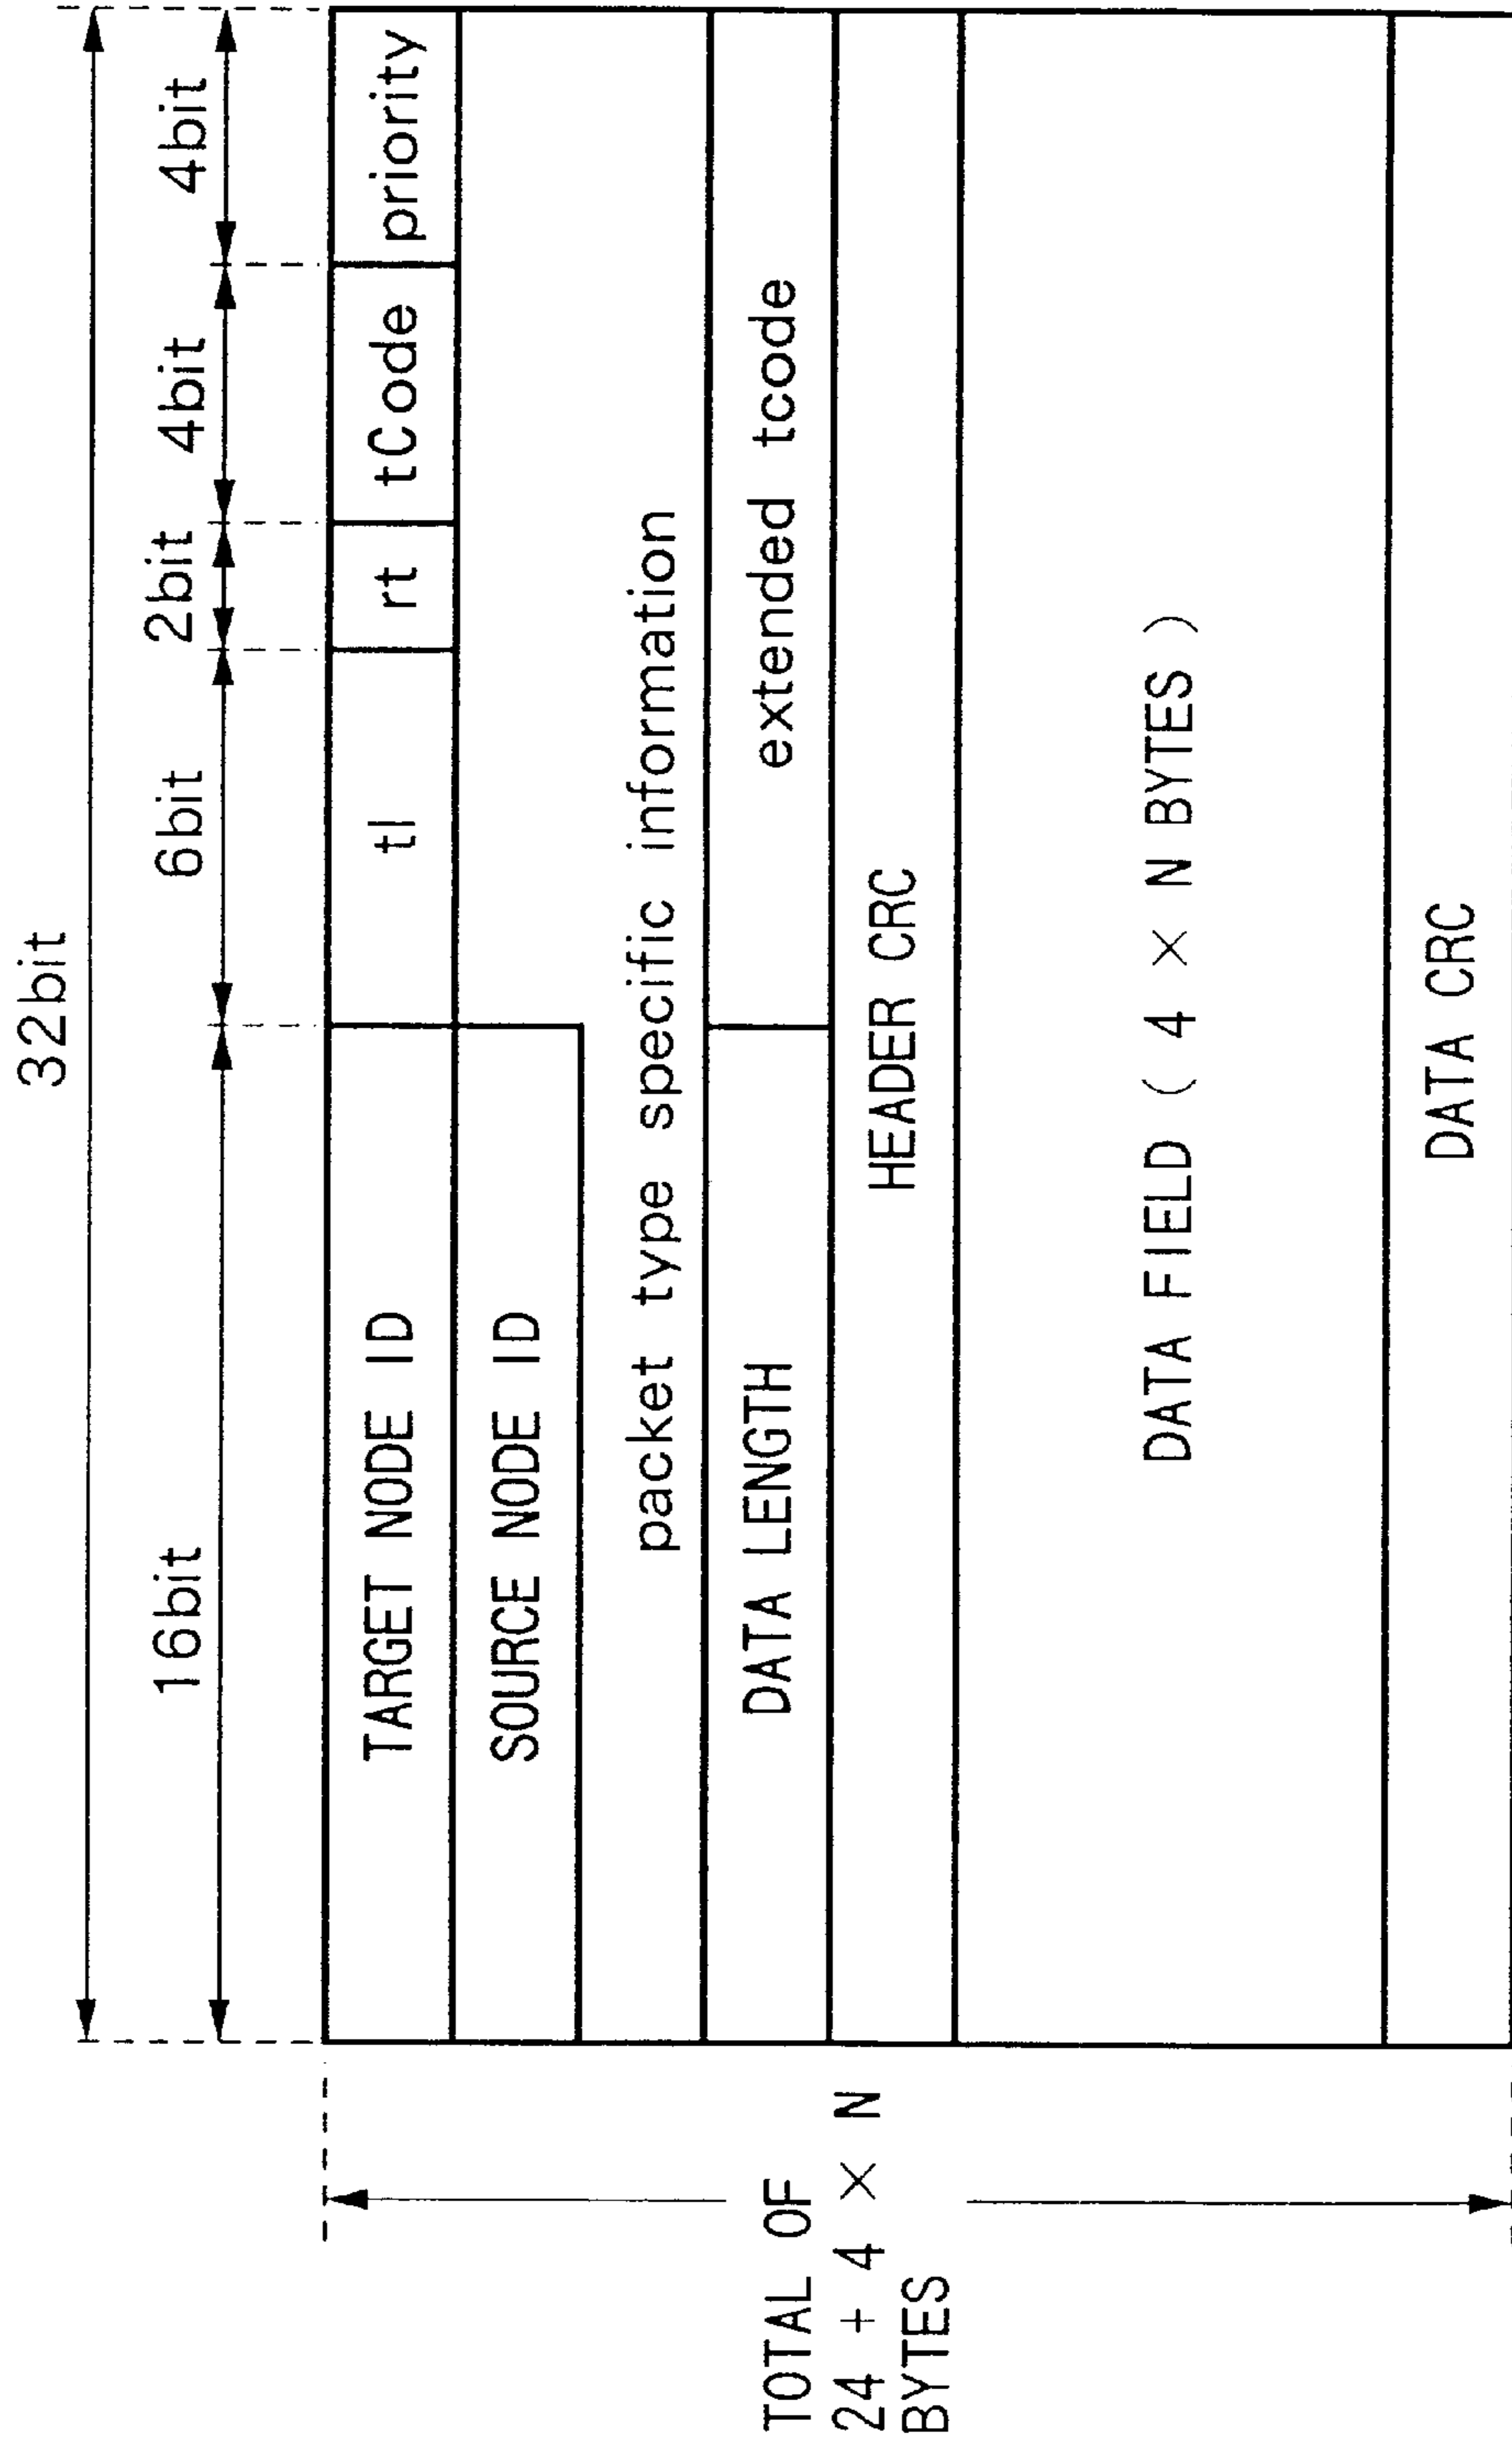 32bit
16bit
6bit
2bit
4bit
4bit
TARGET NODE ID
tl
rt
tCode
priority
SOURCE NODE ID
packet type specific information
DATA LENGTH
extended tcode
HEADER CRC
DATA FIELD ( 4 × N BYTES )
DATA CRC
TOTAL OF
24 + 4 × N
BYTES